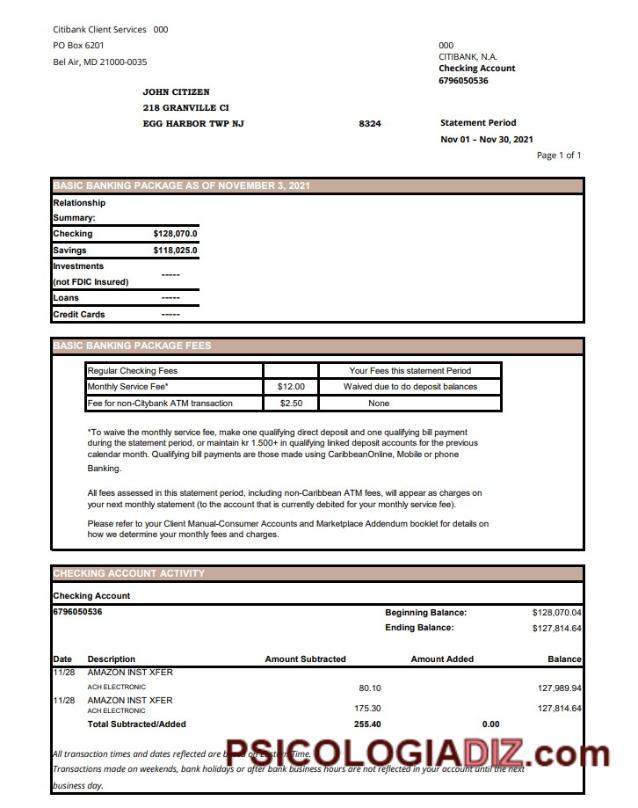 Citibank Client Services 000
PO Box 6201
Bel Air, MD 21000-0035
000
CITIBANK, N.A.
Checking Account
6796050536
JOHN CITIZEN
218 GRANVILLE CI
EGG HARBOR TWP NJ 8324
Statement Period
Nov 01 – Nov 30, 2021
Page 1 of 1
BASIC BANKING PACKAGE AS OF NOVEMBER 3, 2021
Relationship
Summary:
Checking $128,070.0
Savings $118,025.0
Investments
(not FDIC Insured) -----
Loans -----
Credit Cards -----
BASIC BANKING PACKAGE FEES
Regular Checking Fees Your Fees this statement Period
Monthly Service Fee* $12.00 Waived due to do deposit balances
Fee for non-Citybank ATM transaction $2.50 None
*To waive the monthly service fee, make one qualifying direct deposit and one qualifying bill payment
during the statement period, or maintain kr 1.500+ in qualifying linked deposit accounts for the previous
calendar month. Qualifying bill payments are those made using CaribbeanOnline, Mobile or phone
Banking.
All fees assessed in this statement period, including non-Caribbean ATM fees, will appear as charges on
your next monthly statement (to the account that is currently debited for your monthly service fee).
Please refer to your Client Manual-Consumer Accounts and Marketplace Addendum booklet for details on
how we determine your monthly fees and charges.
CHECKING ACCOUNT ACTIVITY
Checking Account
6796050536 Beginning Balance: $128,070.04
Ending Balance: $127,814.64
Date Description Amount Subtracted Amount Added Balance
11/28 AMAZON INST XFER
ACH ELECTRONIC 80.10 127,989.94
11/28 AMAZON INST XFER
ACH ELECTRONIC 175.30 127,814.64
Total Subtracted/Added 255.40 0.00
All transaction times and dates reflected are based on Eastern Time.
PSICOLOGIADIZ.com
Transactions made on weekends, bank holidays or after bank business hours are not reflected in your account until the next
business day.